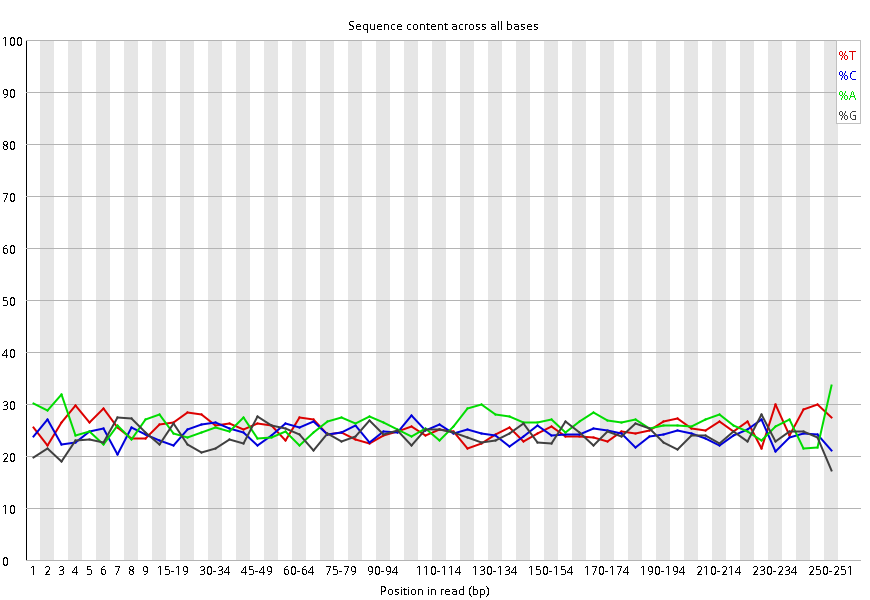 Sequence content across all bases
100
90
80
70
60
50
40
30
20
10
0
%T
%C
%A
%G
1 2 3 4 5 6 7 8 9 15-19 30-34 45-49 60-64 75-79 90-94 110-114 130-134 150-154 170-174 190-194 210-214 230-234 250-251
Position in read (bp)